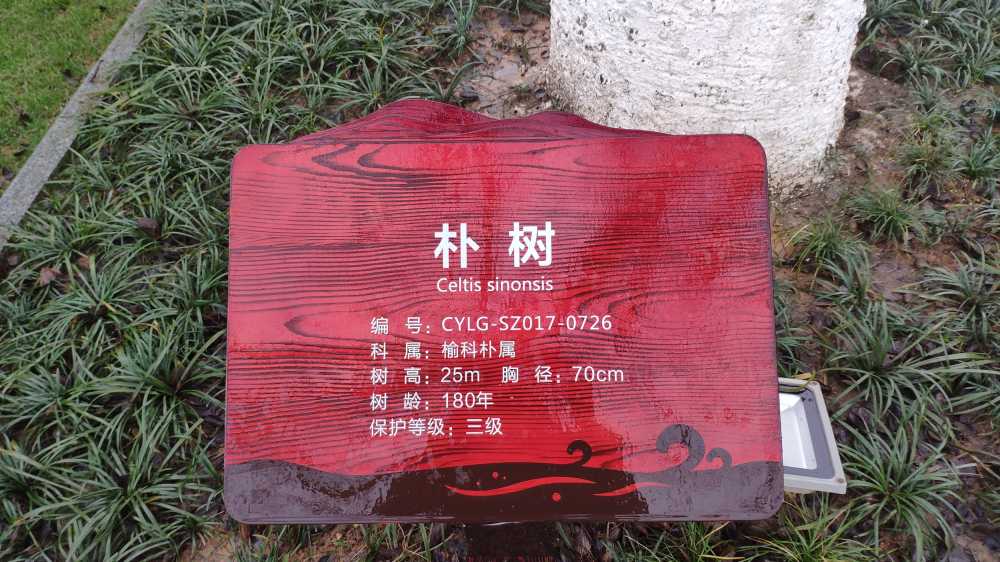 朴树
Celtis sinonsis
编号：CYLG-SZ017-0726
科属：榆科朴属
树高：25m 胸径：70cm
树龄：180年
保护等级：三级